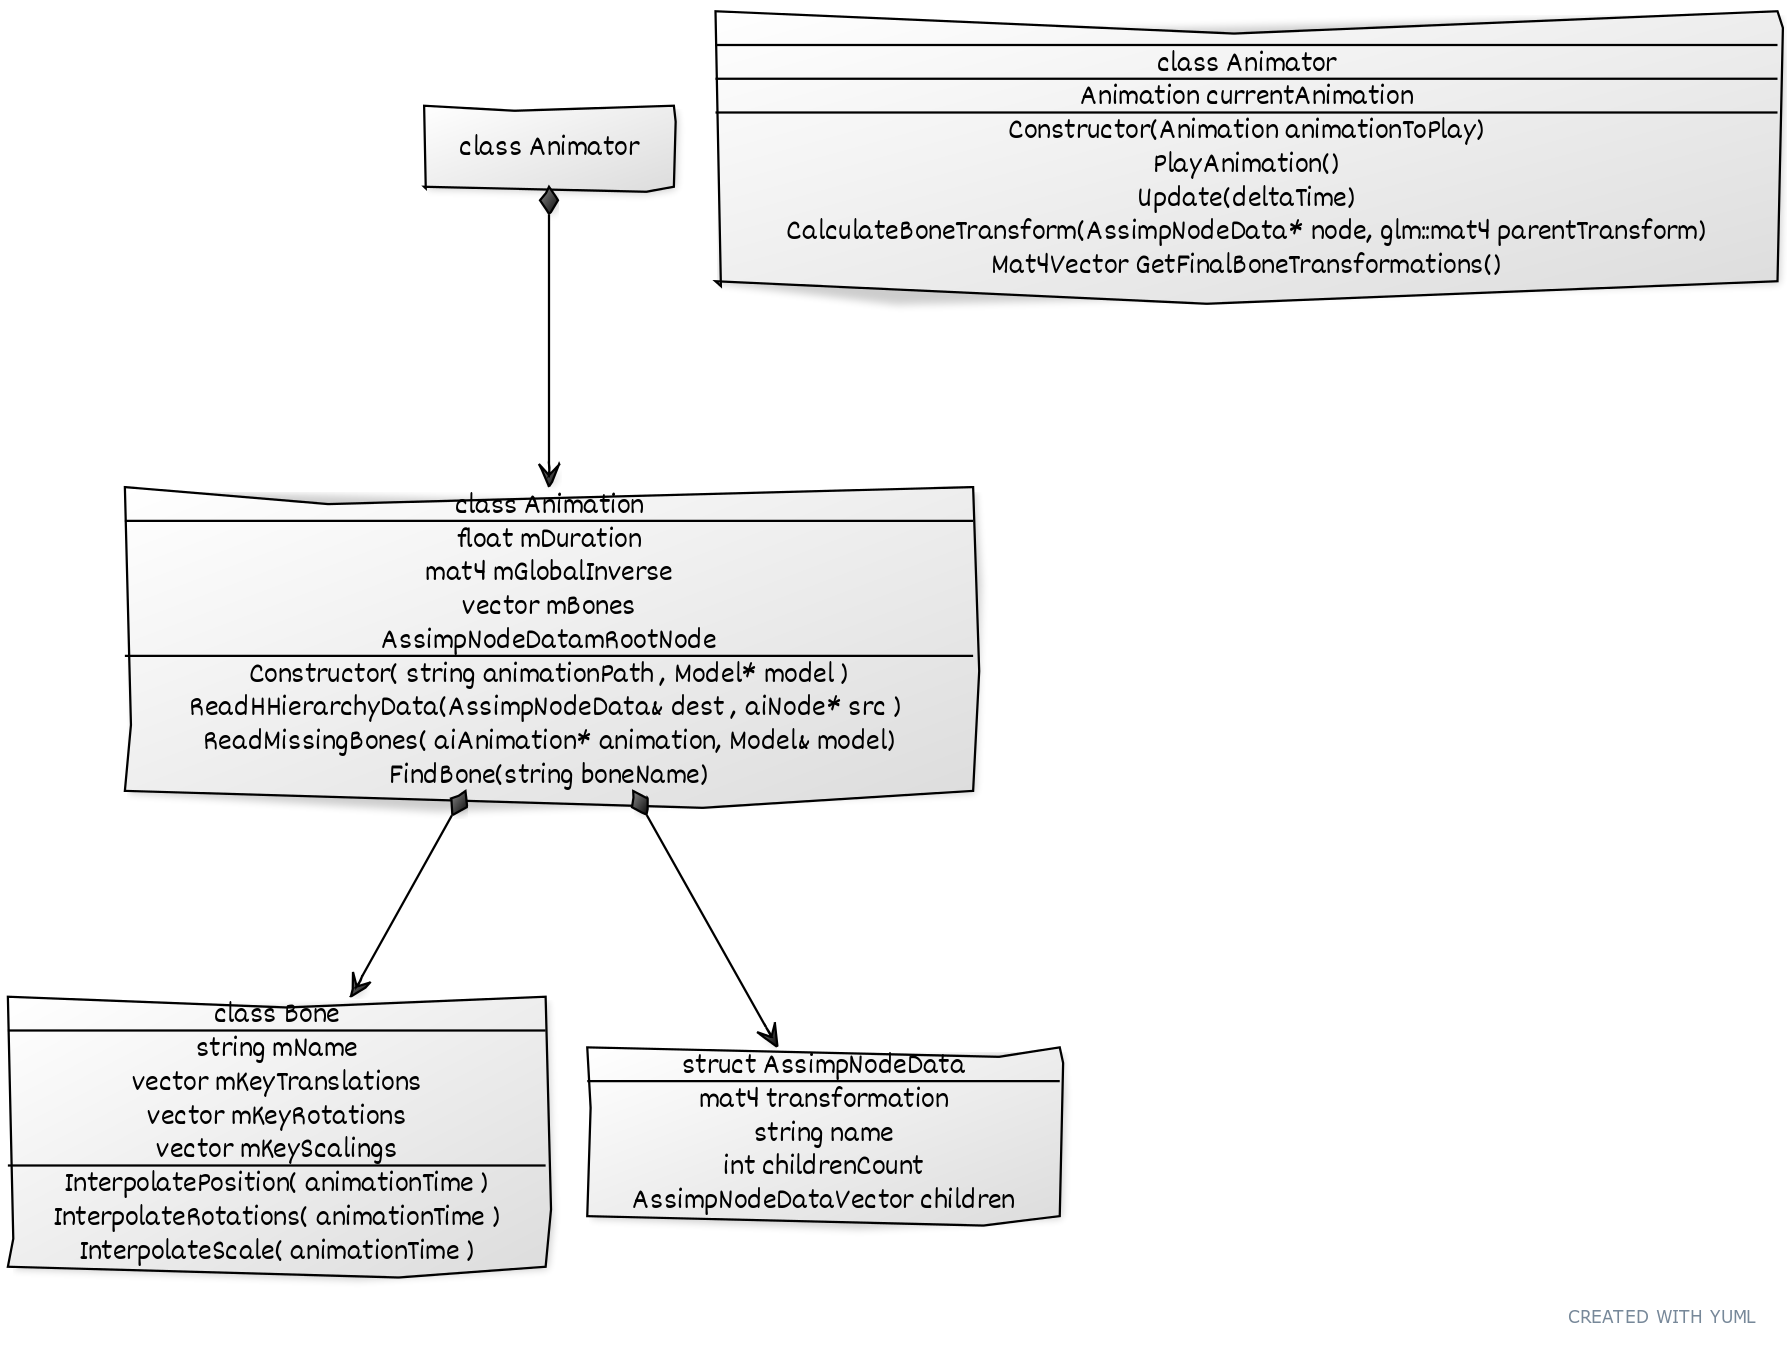 class Animator
class Animator
Animation currentAnimation
Constructor(Animation animationToPlay)
PlayAnimation()
Update(deltaTime)
CalculateBoneTransform(AssimpNodeData* node, glm::mat4 parentTransform)
Mat4Vector GetFinalBoneTransformations()
class Animation
float mDuration
mat4 mGlobalInverse
vector mBones
AssimpNodeDatamRootNode
Constructor( string animationPath , Model* model )
ReadHHierarchyData(AssimpNodeData& dest , aiNode* src )
ReadMissingBones( aiAnimation* animation, Model& model)
FindBone(string boneName)
class Bone
string mName
vector mKeyTranslations
vector mKeyRotations
vector mKeyScalings
InterpolatePosition( animationTime )
InterpolateRotations( animationTime )
InterpolateScale( animationTime )
struct AssimpNodeData
mat4 transformation
string name
int childrenCount
AssimpNodeDataVector children
CREATED WITH YUML